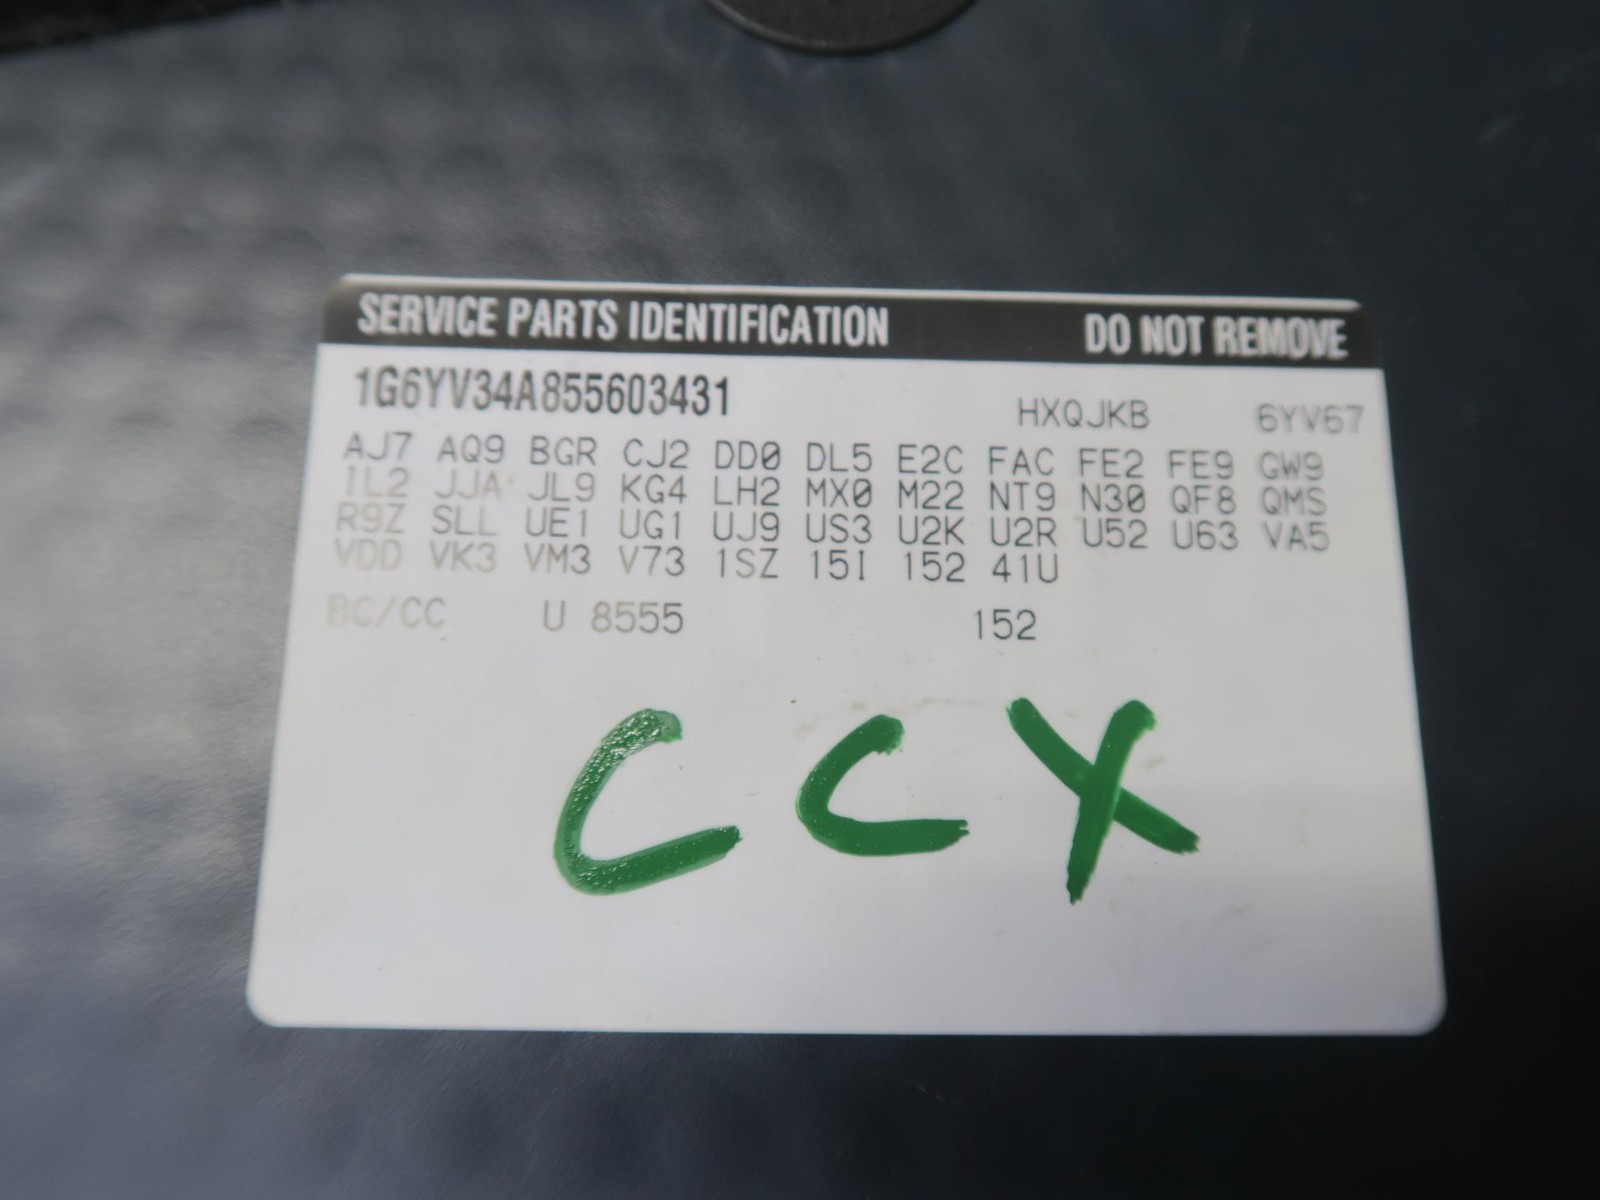 SERVICE PARTS IDENTIFICATION DO NOT REMOVE
1G6YV34A855603431 HXQJKB 6YV67
AJ7 AQ9 BGR CJ2 DD0 DL5 E2C FAC FE2 FE9 GW9
IL2 JJA JL9 KG4 LH2 MX0 M22 NT9 N30 QF8 QMS
R9Z SLL UE1 UG1 UJ9 US3 U2K U2R U52 U63 VA5
VDD VK3 VM3 V73 1SZ 15I 152 41U
BC/CC U 8555 152
CCX